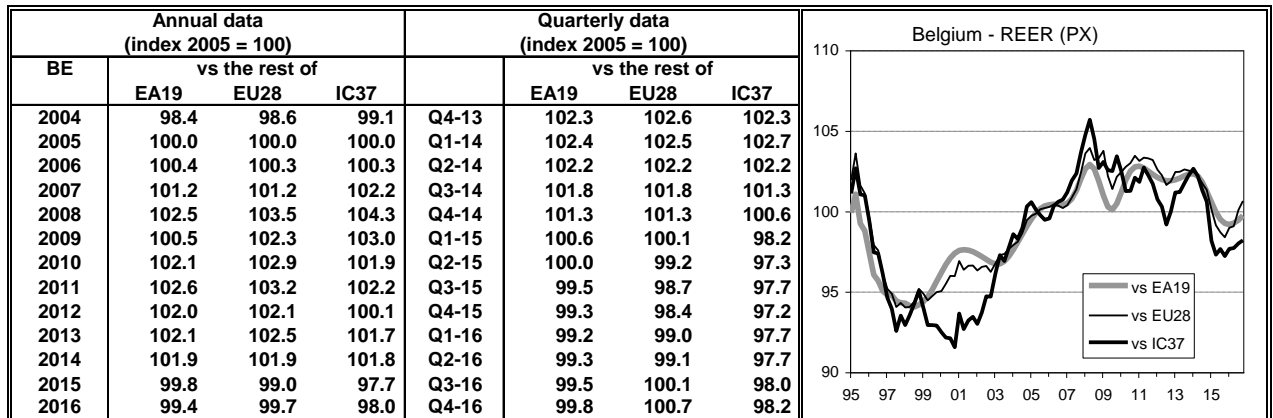 Annual data Quarterly data
(index 2005 = 100) (index 2005 = 100)
BE vs the rest of vs the rest of
EA19 EU28 IC37 EA19 EU28 IC37
2004 98.4 98.6 99.1 Q4-13 102.3 102.6 102.3
2005 100.0 100.0 100.0 Q1-14 102.4 102.5 102.7
2006 100.4 100.3 100.3 Q2-14 102.2 102.2 102.2
2007 101.2 101.2 102.2 Q3-14 101.8 101.8 101.3
2008 102.5 103.5 104.3 Q4-14 101.3 101.3 100.6
2009 100.5 102.3 103.0 Q1-15 100.6 100.1 98.2
2010 102.1 102.9 101.9 Q2-15 100.0 99.2 97.3
2011 102.6 103.2 102.2 Q3-15 99.5 98.7 97.7
2012 102.0 102.1 100.1 Q4-15 99.3 98.4 97.2
2013 102.1 102.5 101.7 Q1-16 99.2 99.0 97.7
2014 101.9 101.9 101.8 Q2-16 99.3 99.1 97.7
2015 99.8 99.0 97.7 Q3-16 99.5 100.1 98.0
2016 99.4 99.7 98.0 Q4-16 99.8 100.7 98.2
Belgium - REER (PX)
110
105
100
95
90
95 97 99 01 03 05 07 09 11 13 15
vs EA19
vs EU28
vs IC37